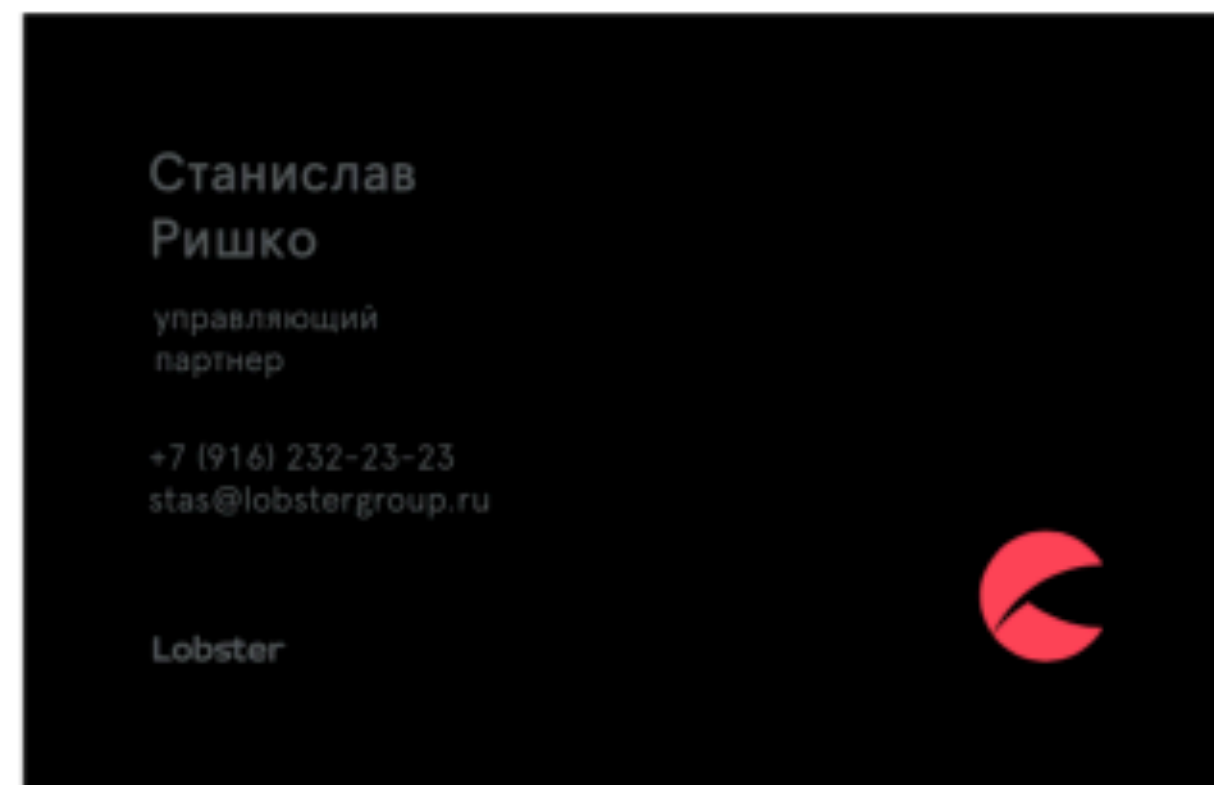 Станислав
Ришко
управляющий
партнер
+7 (916) 232-23-23
stas@lobstergroup.ru
Lobster